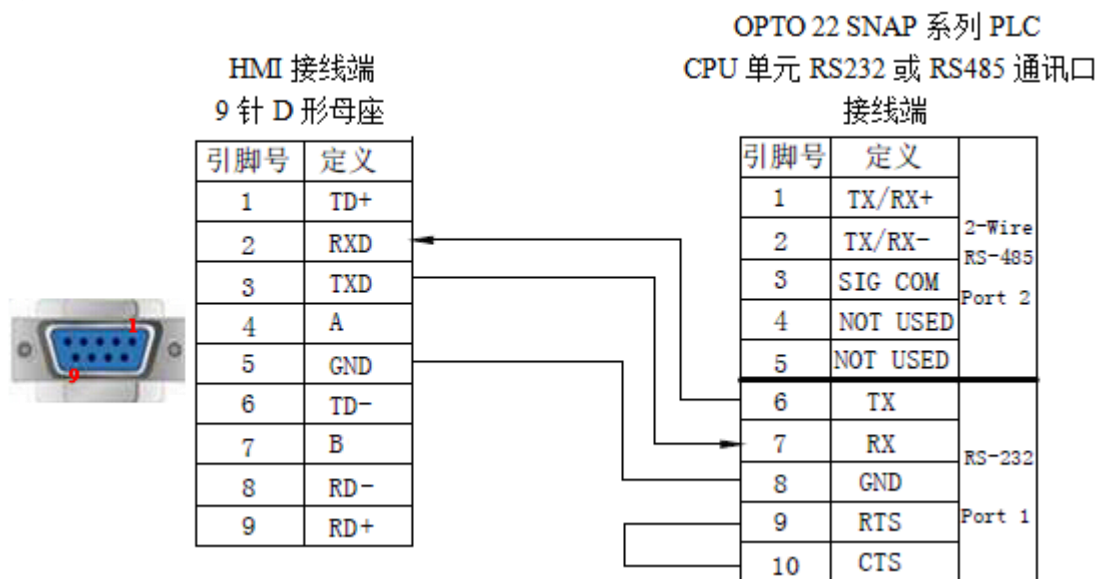 OPTO 22 SNAP 系列 PLC
CPU 单元 RS232 或 RS485 通讯口
接线端
HMI 接线端
9 针 D 形母座
引脚号 定义
1 TD+
2 RXD
3 TXD
4 A
5 GND
6 TD-
7 B
8 RD-
9 RD+
1
9
引脚号 定义
1 TX/RX+
2 TX/RX-
3 SIG COM
4 NOT USED
5 NOT USED
2-Wire
RS-485
Port 2
6 TX
7 RX
8 GND
9 RTS
10 CTS
RS-232
Port 1